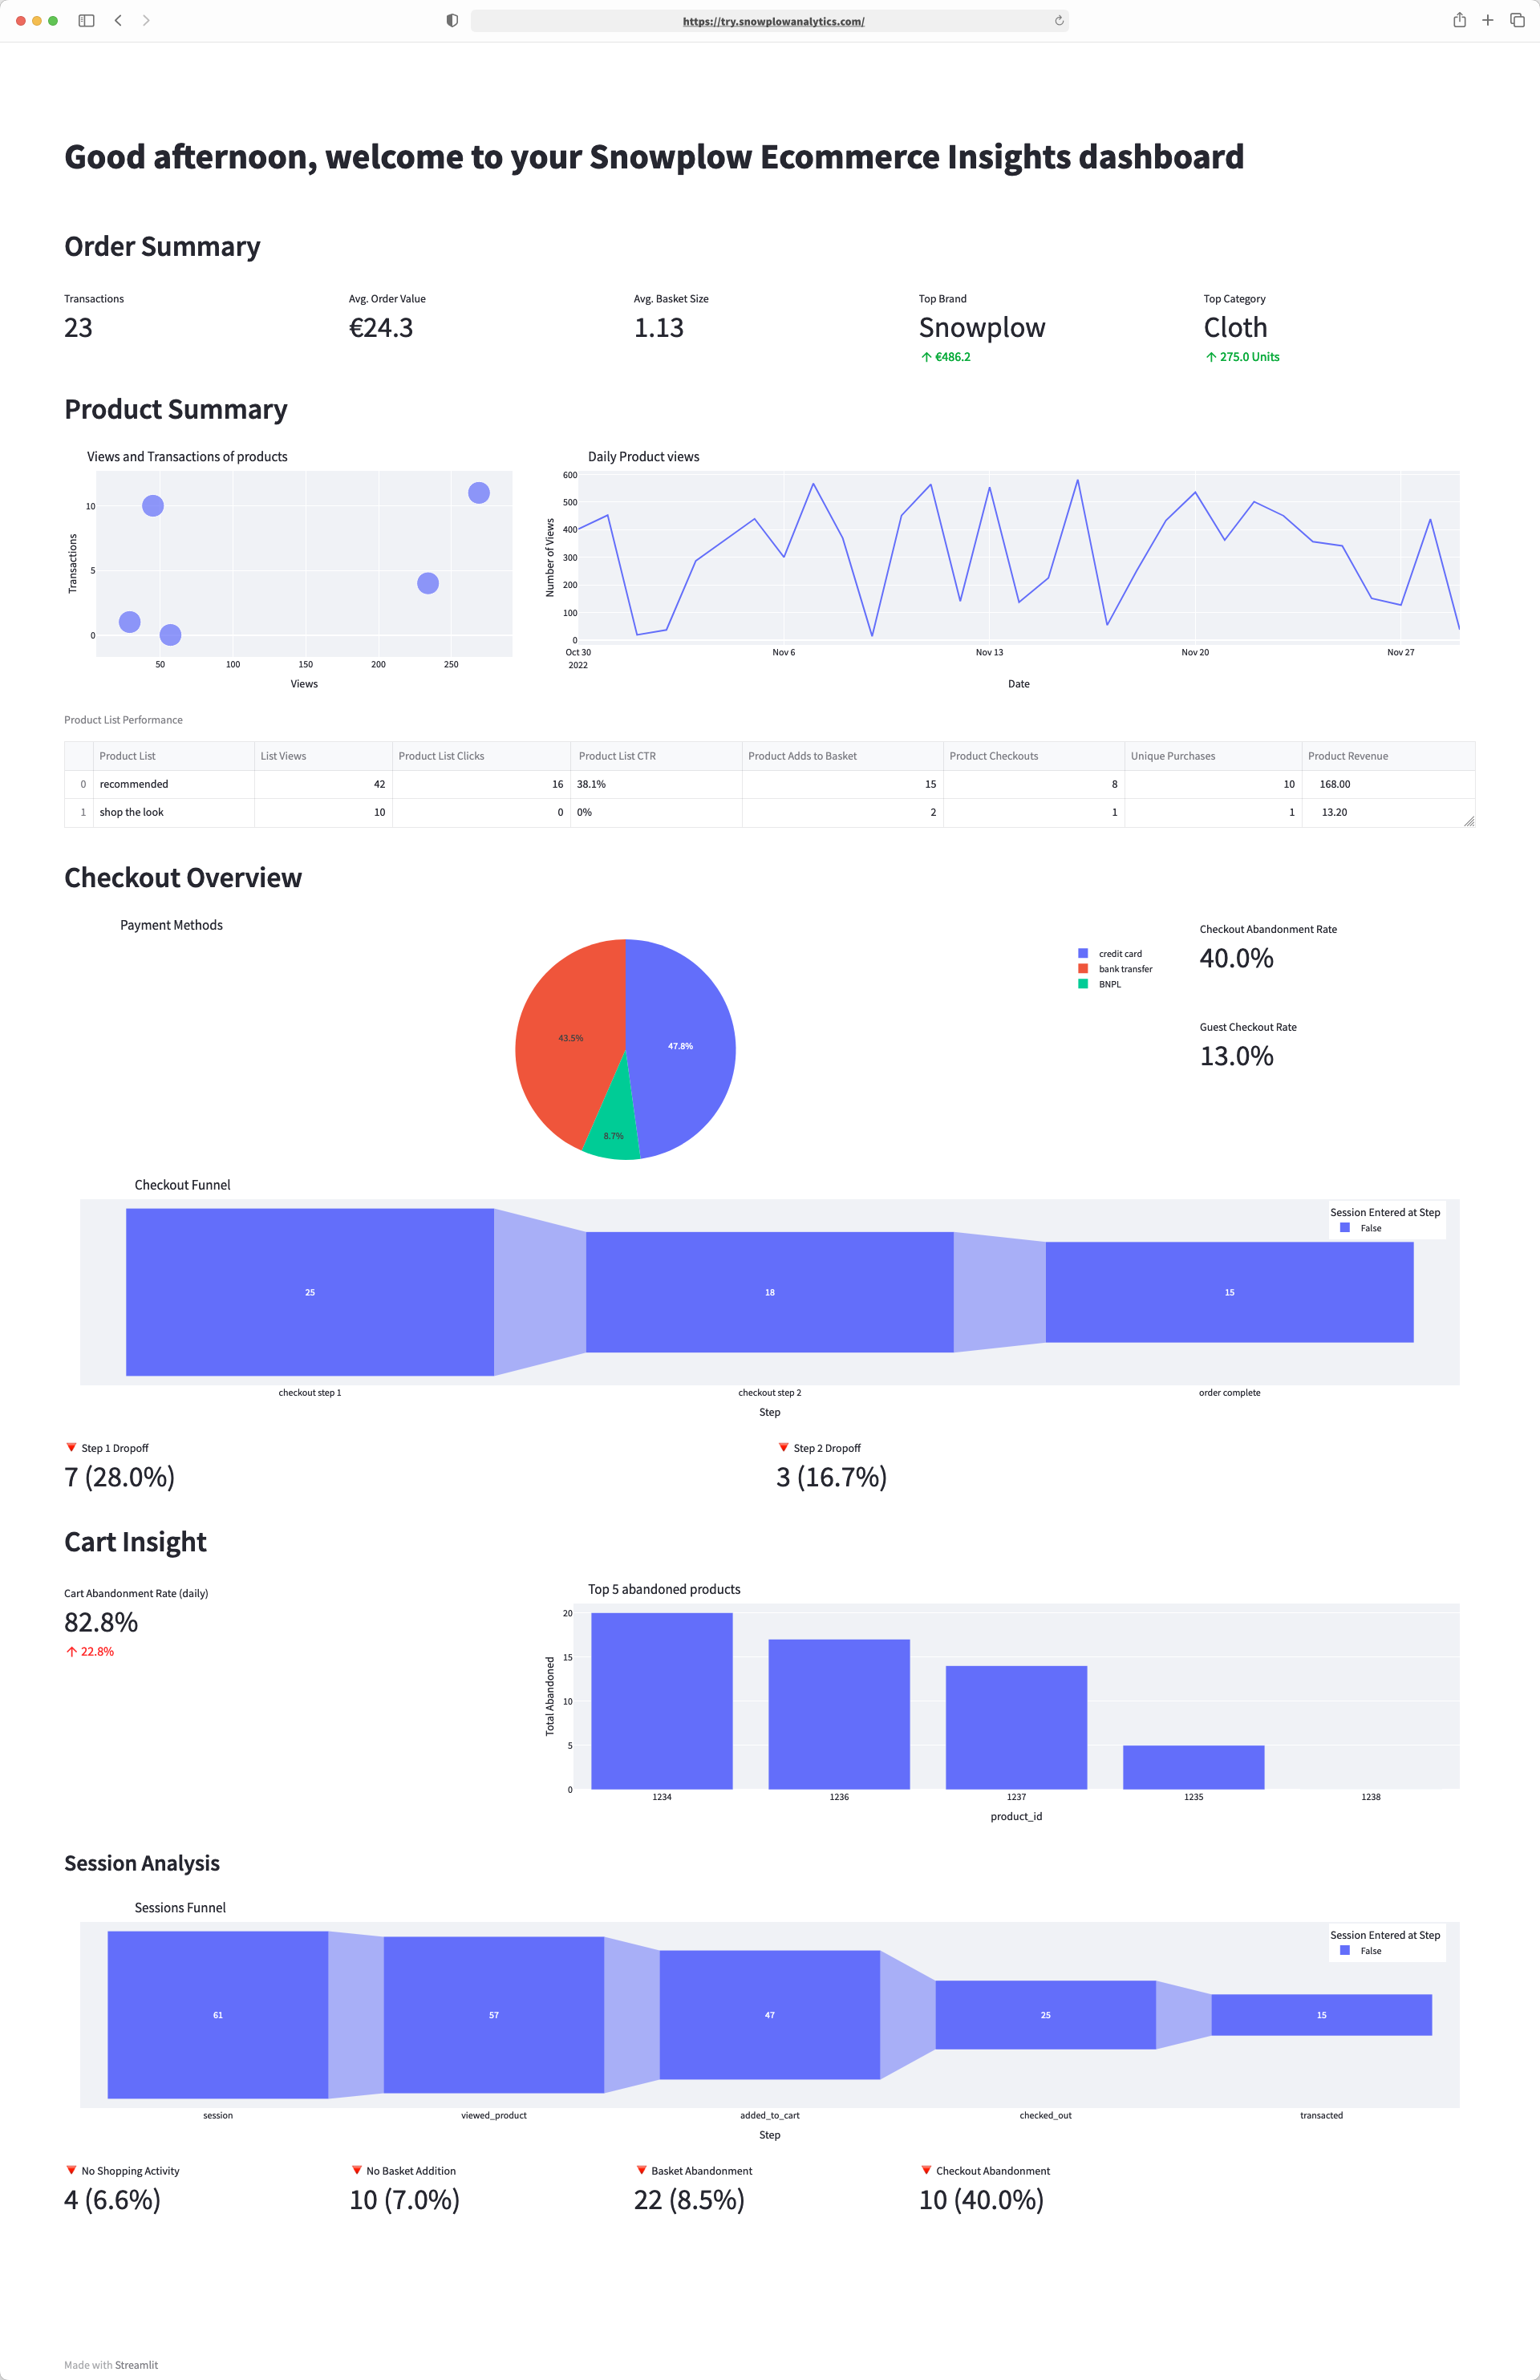 https://try.snowplowanalytics.com/
Good afternoon, welcome to your Snowplow Ecommerce Insights dashboard
Order Summary
Transactions
23
Avg. Order Value
€24.3
Avg. Basket Size
1.13
Top Brand
Snowplow
↑ €486.2
Top Category
Cloth
↑ 275.0 Units
Product Summary
Views and Transactions of products
Transactions
10
5
0
50 100 150 200 250
Views
Daily Product views
Number of Views
600
500
400
300
200
100
0
Oct 30 Nov 6 Nov 13 Nov 20 Nov 27
2022
Date
Product List Performance
Product List List Views Product List Clicks Product List CTR Product Adds to Basket Product Checkouts Unique Purchases Product Revenue
0 recommended 42 16 38.1% 15 8 10 168.00
1 shop the look 10 0 0% 2 1 1 13.20
Checkout Overview
Payment Methods
43.5%
47.8%
8.7%
credit card
bank transfer
BNPL
Checkout Abandonment Rate
40.0%
Guest Checkout Rate
13.0%
Checkout Funnel
Session Entered at Step
False
25 18 15
checkout step 1 checkout step 2 order complete
Step
Step 1 Dropoff
7 (28.0%)
Step 2 Dropoff
3 (16.7%)
Cart Insight
Cart Abandonment Rate (daily)
82.8%
↑ 22.8%
Top 5 abandoned products
Total Abandoned
20
15
10
5
0
1234 1236 1237 1235 1238
product_id
Session Analysis
Sessions Funnel
Session Entered at Step
False
61 57 47 25 15
session viewed_product added_to_cart checked_out transacted
Step
No Shopping Activity
4 (6.6%)
No Basket Addition
10 (7.0%)
Basket Abandonment
22 (8.5%)
Checkout Abandonment
10 (40.0%)
Made with Streamlit